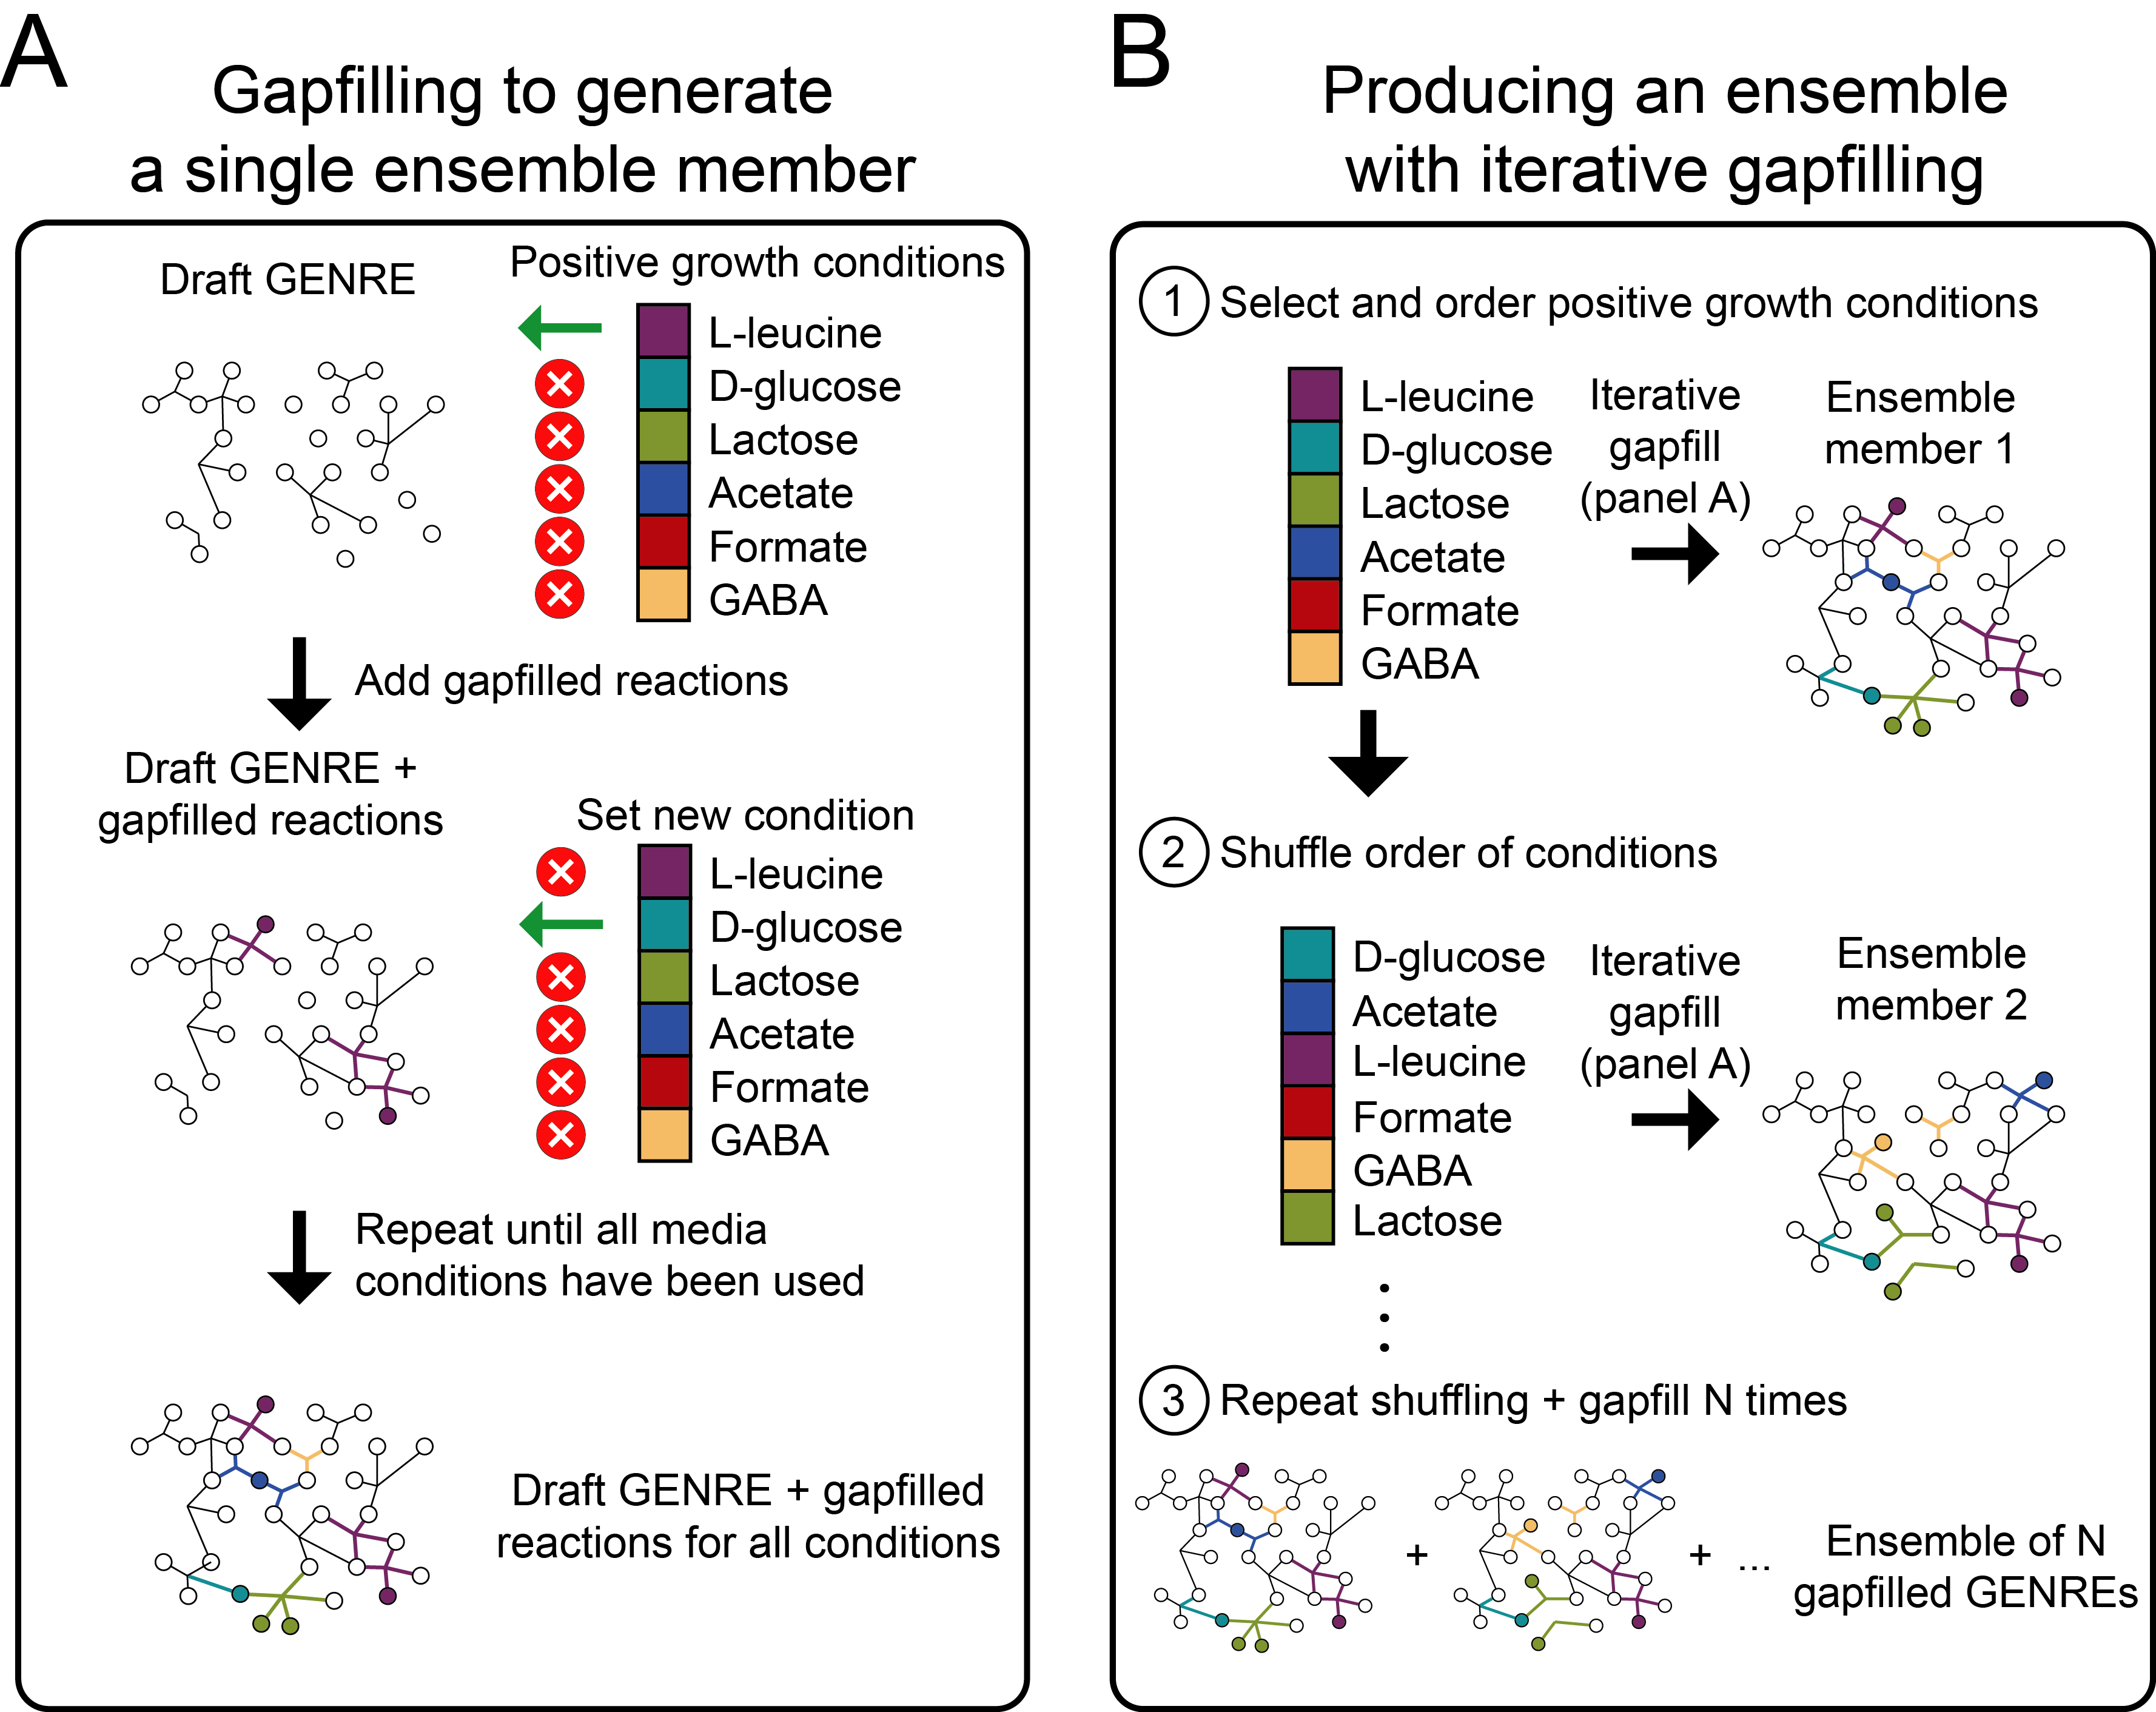 A
Gapfilling to generate
a single ensemble member
Draft GENRE
Positive growth conditions
L-leucine
D-glucose
Lactose
Acetate
Formate
GABA
Add gapfilled reactions
Draft GENRE +
gapfilled reactions
Set new condition
L-leucine
D-glucose
Lactose
Acetate
Formate
GABA
Repeat until all media
conditions have been used
Draft GENRE + gapfilled
reactions for all conditions
B
Producing an ensemble
with iterative gapfilling
1 Select and order positive growth conditions
L-leucine
D-glucose
Lactose
Acetate
Formate
GABA
Iterative
gapfill
(panel A)
Ensemble
member 1
2 Shuffle order of conditions
D-glucose
Acetate
L-leucine
Formate
GABA
Lactose
Iterative
gapfill
(panel A)
Ensemble
member 2
3 Repeat shuffling + gapfill N times
+ + ...
Ensemble of N
gapfilled GENREs